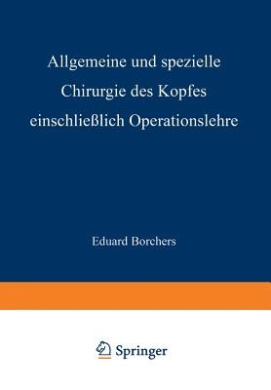 Allgemeine und spezielle
Chirurgie des Kopfes
einschließlich Operationslehre
Eduard Borchers
Springer